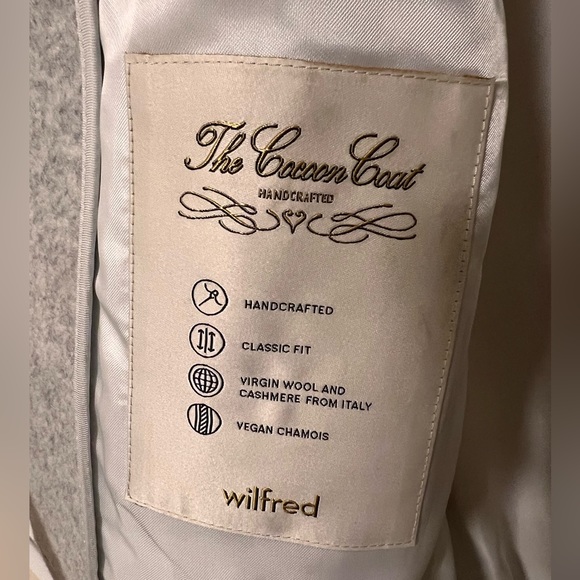 The Cocoon Coat
HANDCRAFTED
HANDCRAFTED
CLASSIC FIT
VIRGIN WOOL AND
CASHMERE FROM ITALY
VEGAN CHAMOIS
wilfred